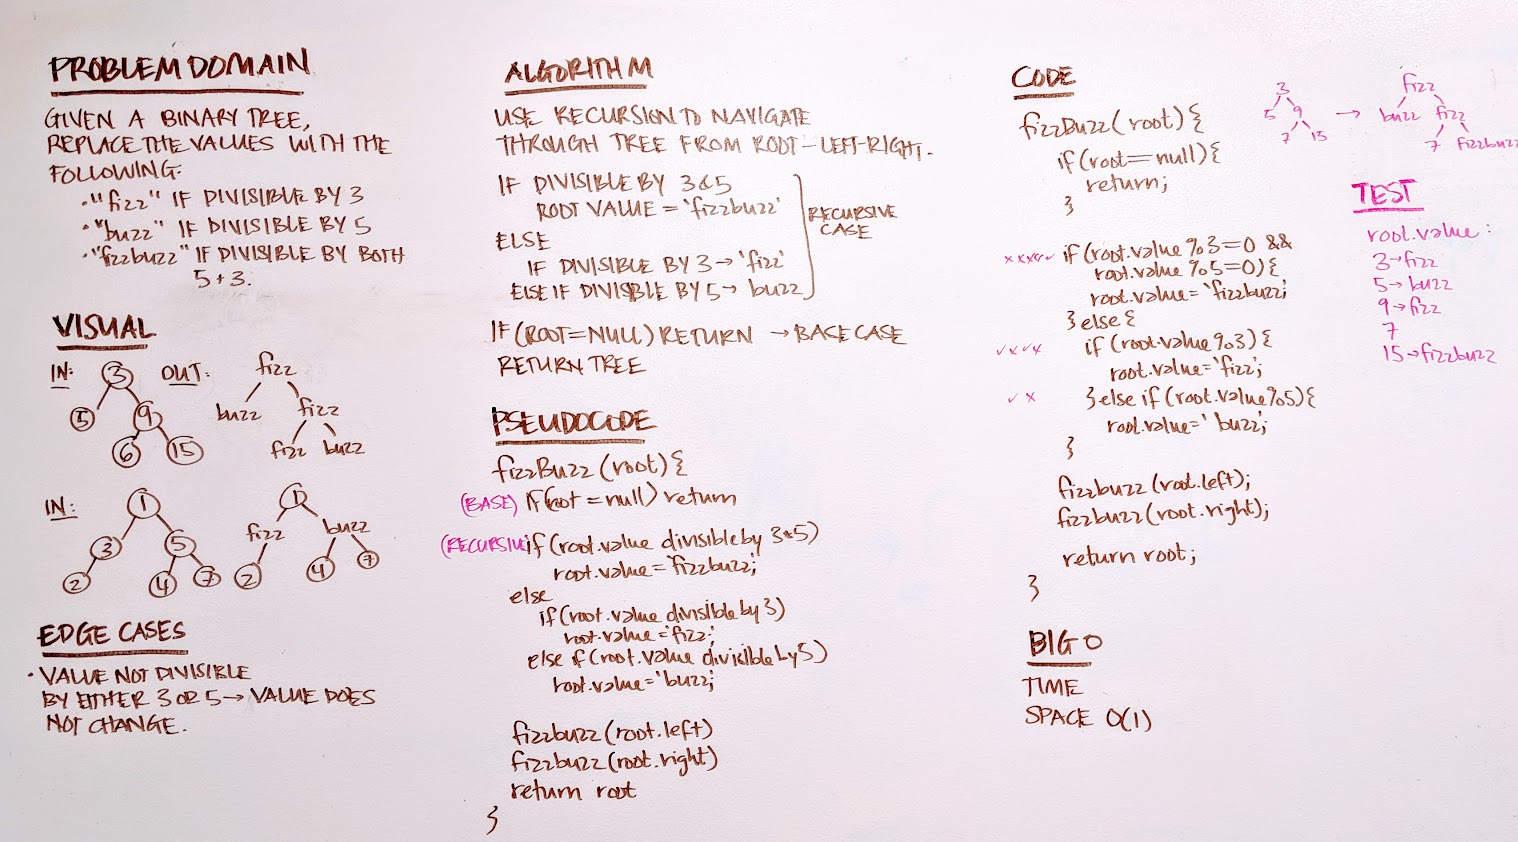 PROBLEM DOMAIN
GIVEN A BINARY TREE,
REPLACE THE VALUES WITH THE
FOLLOWING:
• "fizz" IF DIVISIBLE BY 3
• "buzz" IF DIVISIBLE BY 5
• "fizzbuzz" IF DIVISIBLE BY BOTH
5 + 3.
VISUAL
IN:
3
5 9
6 15
OUT:
fizz
buzz fizz
fizz buzz
IN:
1
3 5
2 4 7
1
fizz buzz
2 4 7
EDGE CASES
• VALUE NOT DIVISIBLE
BY EITHER 3 OR 5 → VALUE DOES
NOT CHANGE.
ALGORITHM
USE RECURSION TO NAVIGATE
THROUGH TREE FROM ROOT-LEFT-RIGHT.
IF DIVISIBLE BY 3 & 5
ROOT VALUE = 'fizzbuzz'
ELSE
IF DIVISIBLE BY 3 → 'fizz'
ELSE IF DIVISIBLE BY 5 → buzz
RECURSIVE
CASE
IF (ROOT = NULL) RETURN → BASE CASE
RETURN TREE
PSEUDOCODE
fizzBuzz (root) {
(BASE) if (root = null) return
(RECURSIVE) if (root.value divisible by 3 & 5)
root.value = 'fizzbuzz;'
else
if (root.value divisible by 3)
root.value = 'fizz;'
else if (root.value divisible by 5)
root.value = 'buzz;
fizzbuzz (root.left)
fizzbuzz (root.right)
return root
}
CODE
fizzBuzz (root) {
if (root == null) {
return;
}
xxx✓✓ if (root.value % 3 = 0 &&
root.value % 5 = 0) {
root.value = 'fizzbuzz;
} else {
✓x✓x if (root.value % 3) {
root.value = 'fizz';
✓ x } else if (root.value % 5) {
root.value = 'buzz;
}
fizzbuzz (root.left);
fizzbuzz (root.right);
return root;
}
BIG O
TIME
SPACE O(1)
3
5 9
7 15
→
fizz
buzz fizz
7 fizzbuzz
TEST
root.value:
3 → fizz
5 → buzz
9 → fizz
7
15 → fizzbuzz